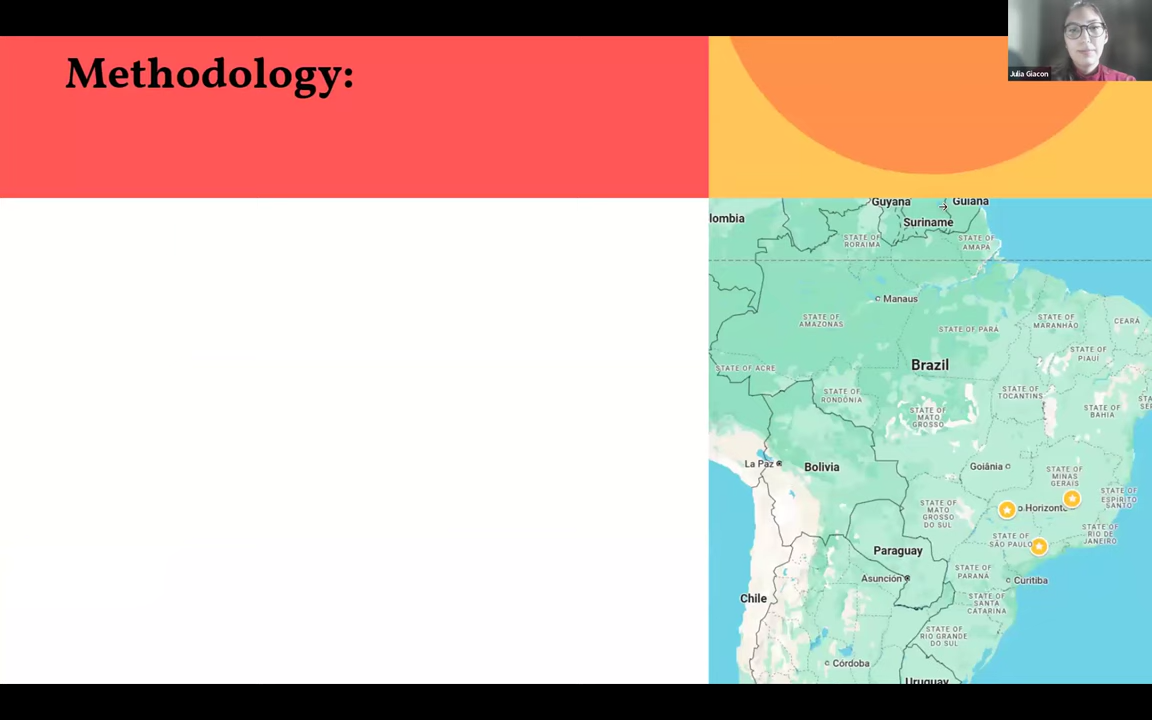 Methodology:
Julia Giacon
Guyana
Guiana
lombia
Suriname
STATE OF
RORAIMA
STATE OF
AMAPÁ
Manaus
STATE OF
AMAZONAS
STATE OF PARÁ
STATE OF
MARANHÃO
CEARÁ
STATE OF
PIAUÍ
STATE OF ACRE
Brazil
STATE OF
RONDÔNIA
STATE OF
TOCANTINS
STATE OF
MATO
GROSSO
STATE OF
BAHIA
STA
SER
La Paz
Bolivia
Goiânia
STATE OF
MINAS
GERAIS
STATE OF
ESPÍRITO
SANTO
STATE OF
MATO
GROSSO
DO SUL
o Horizonte
STATE OF
RIO DE
JANEIRO
STATE OF
SÃO PAULO
Paraguay
Asunción
STATE OF
PARANÁ
Curitiba
Chile
STATE OF
SANTA
CATARINA
STATE OF
RIO GRANDE
DO SUL
Córdoba
Uruguay